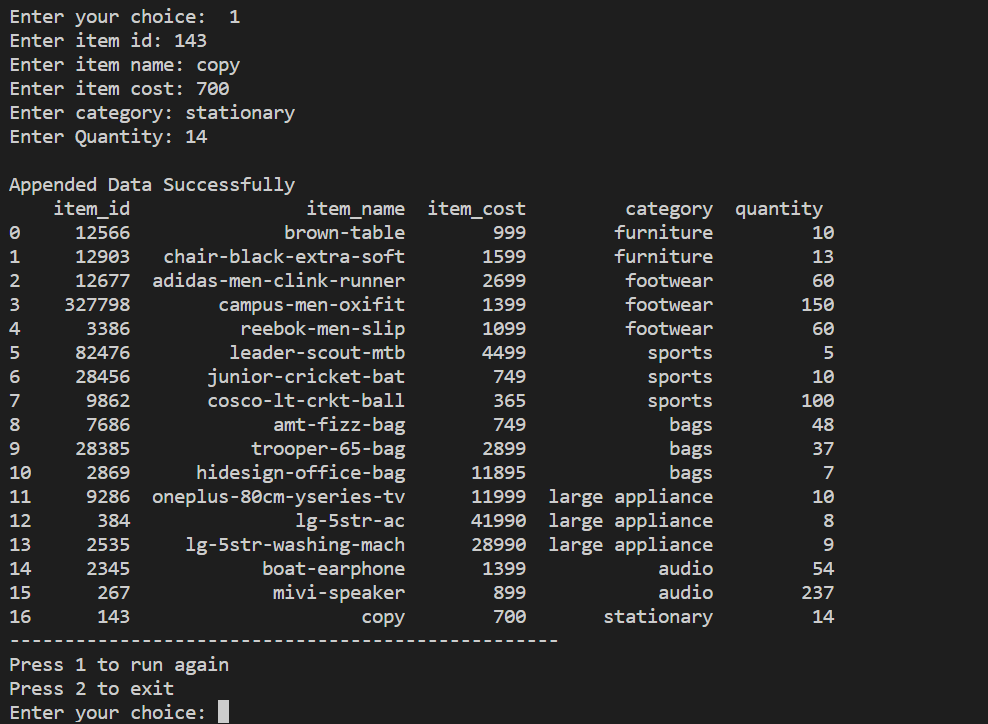 Enter your choice:  1
Enter item id: 143
Enter item name: copy
Enter item cost: 700
Enter category: stationary
Enter Quantity: 14

Appended Data Successfully
    item_id                item_name  item_cost         category  quantity
0     12566              brown-table        999        furniture        10
1     12903   chair-black-extra-soft       1599        furniture        13
2     12677  adidas-men-clink-runner       2699         footwear        60
3    327798        campus-men-oxifit       1399         footwear       150
4      3386          reebok-men-slip       1099         footwear        60
5     82476         leader-scout-mtb       4499           sports         5
6     28456       junior-cricket-bat        749           sports        10
7      9862       cosco-lt-crkt-ball        365           sports       100
8      7686             amt-fizz-bag        749             bags        48
9     28385           trooper-65-bag       2899             bags        37
10     2869      hidesign-office-bag      11895             bags         7
11     9286  oneplus-80cm-yseries-tv      11999  large appliance        10
12      384               lg-5str-ac      41990  large appliance         8
13     2535     lg-5str-washing-mach      28990  large appliance         9
14     2345            boat-earphone       1399            audio        54
15      267             mivi-speaker        899            audio       237
16      143                     copy        700       stationary        14
--------------------------------------------------
Press 1 to run again
Press 2 to exit
Enter your choice: